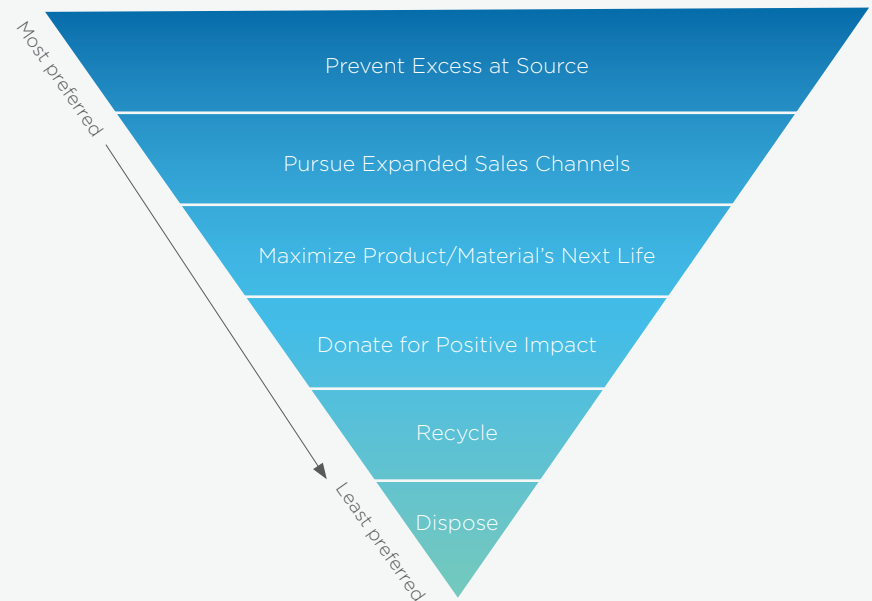 Most preferred
Prevent Excess at Source
Pursue Expanded Sales Channels
Maximize Product/Material's Next Life
Donate for Positive Impact
Recycle
Dispose
Least preferred